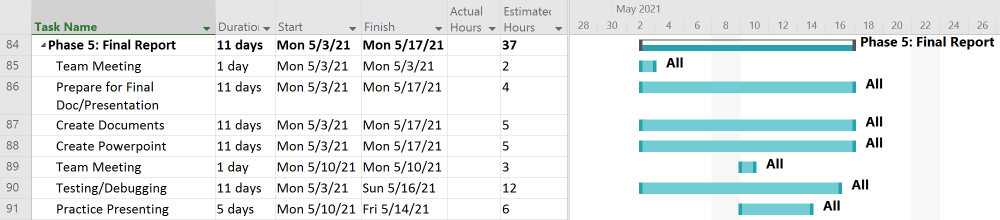 May 2021
Actual Estimated
Task Name Duration Start Finish Hours Hours 28 30 2 4 6 8 10 12 14 16 18 20 22 24 26
84 Phase 5: Final Report 11 days Mon 5/3/21 Mon 5/17/21 37 Phase 5: Final Report
85 Team Meeting 1 day Mon 5/3/21 Mon 5/3/21 2 All
86 Prepare for Final 11 days Mon 5/3/21 Mon 5/17/21 4 All
Doc/Presentation
87 Create Documents 11 days Mon 5/3/21 Mon 5/17/21 5 All
88 Create Powerpoint 11 days Mon 5/3/21 Mon 5/17/21 5 All
89 Team Meeting 1 day Mon 5/10/21 Mon 5/10/21 3 All
90 Testing/Debugging 11 days Mon 5/3/21 Sun 5/16/21 12 All
91 Practice Presenting 5 days Mon 5/10/21 Fri 5/14/21 6 All